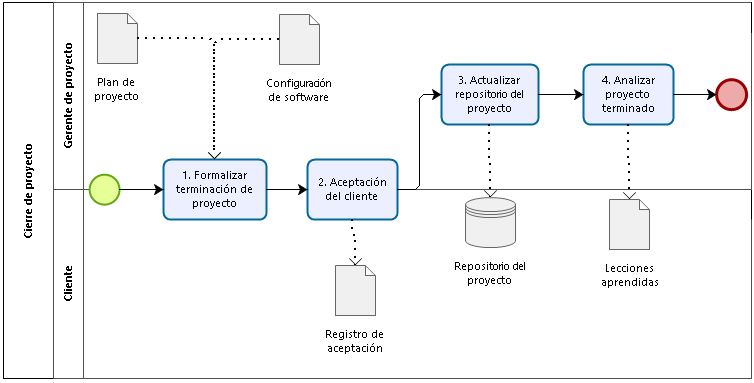 Cierre de proyecto
Gerente de proyecto
Cliente
Plan de
proyecto
Configuración
de software
3. Actualizar
repositorio del
proyecto
4. Analizar
proyecto
terminado
1. Formalizar
terminación de
proyecto
2. Aceptación
del cliente
Repositorio del
proyecto
Lecciones
aprendidas
Registro de
aceptación